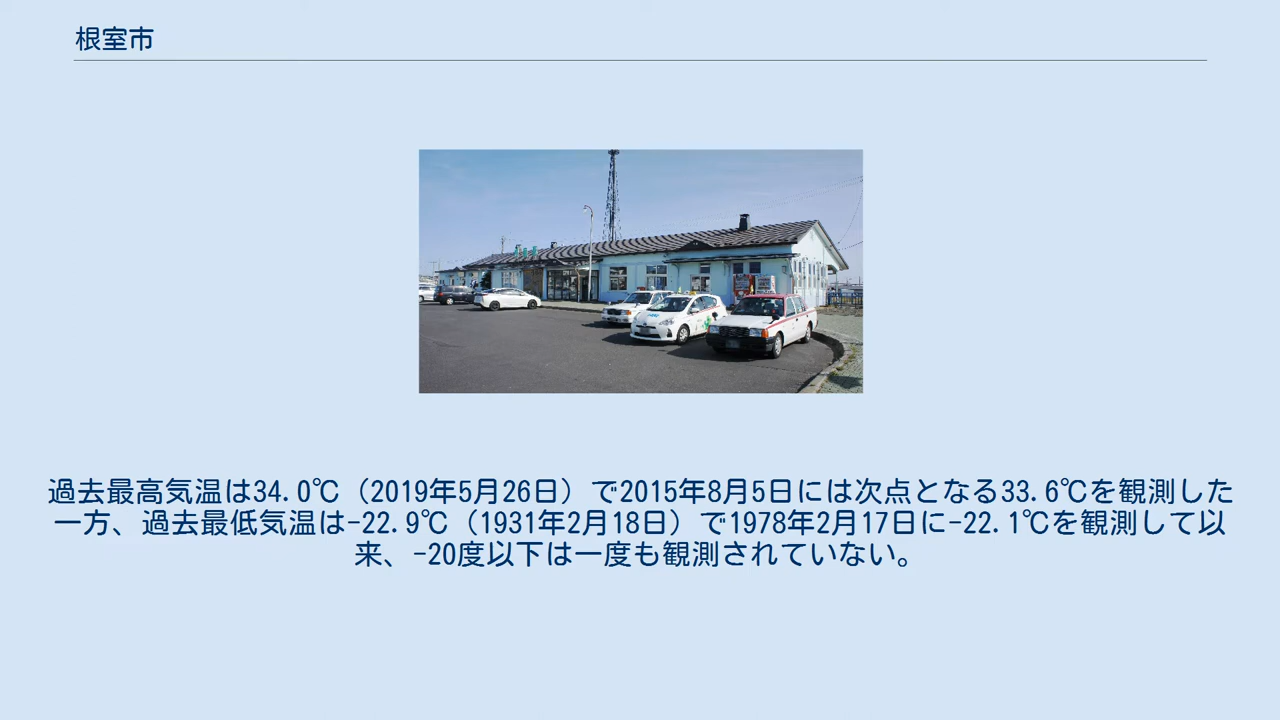 根室市
過去最高気温は34.0℃（2019年5月26日）で2015年8月5日には次点となる33.6℃を観測した
一方、過去最低気温は-22.9℃（1931年2月18日）で1978年2月17日に-22.1℃を観測して以
来、-20度以下は一度も観測されていない。